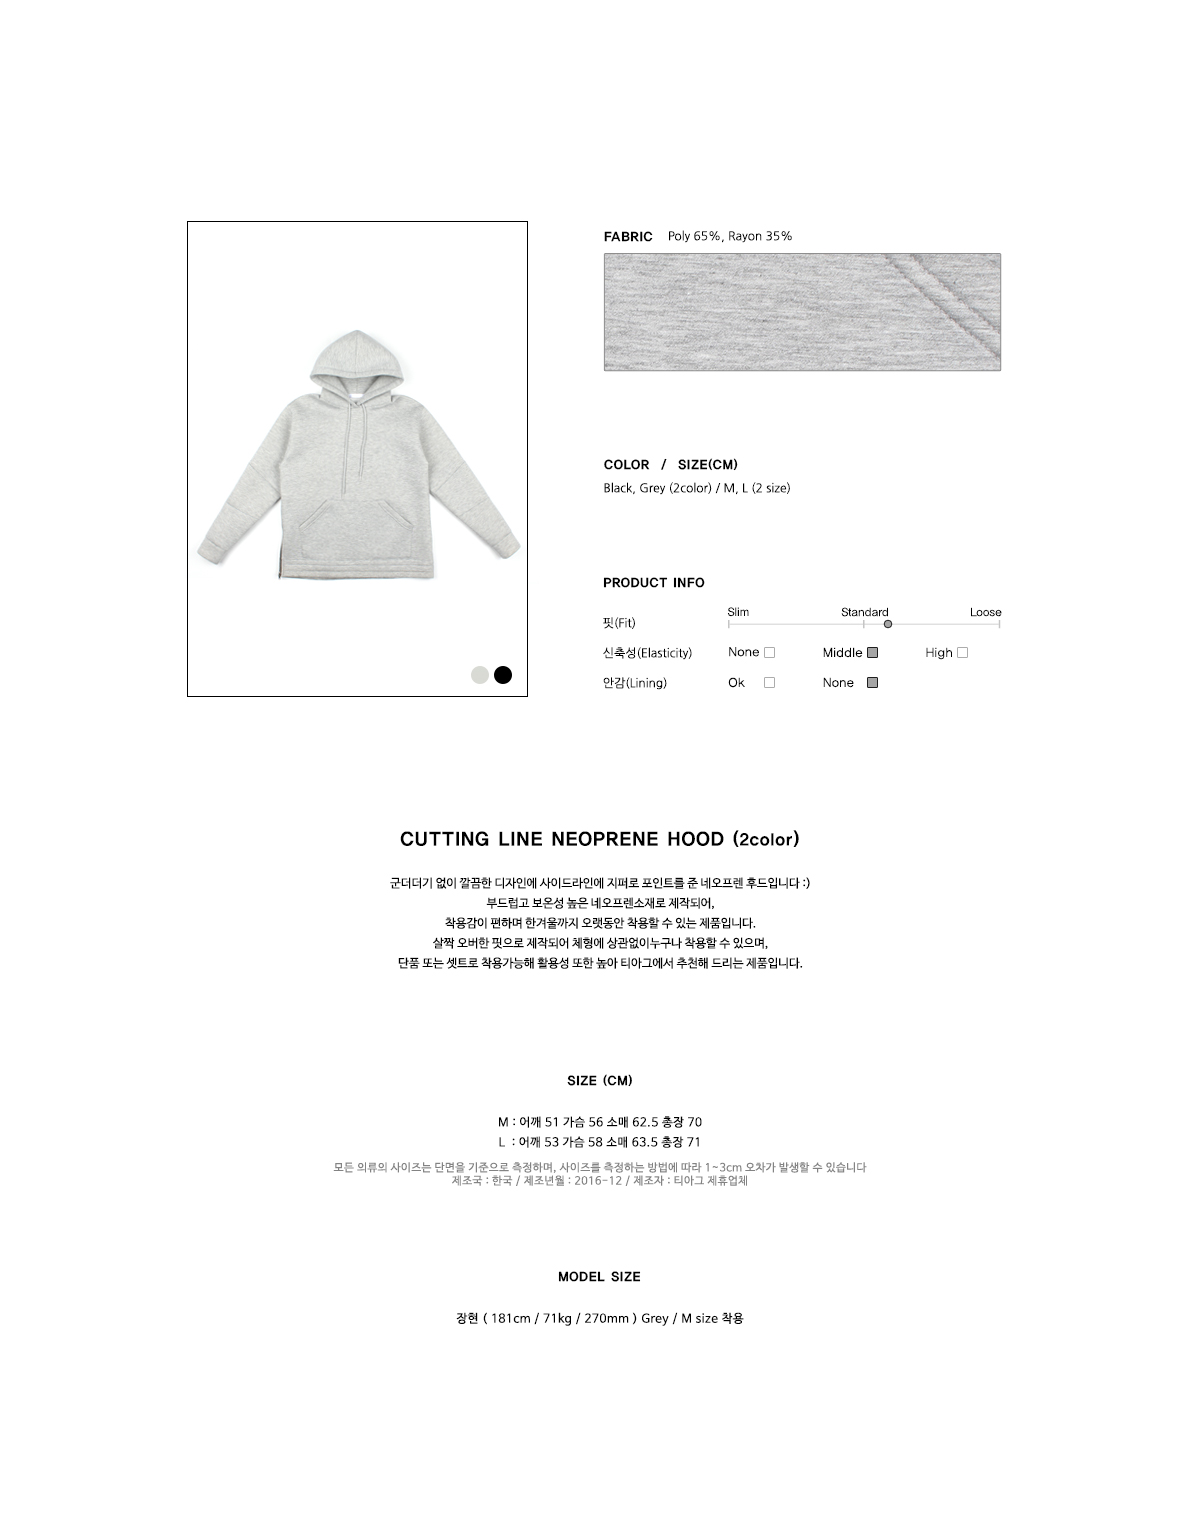 FABRIC Poly 65%, Rayon 35%
COLOR / SIZE(CM)
Black, Grey (2color) / M, L (2 size)
PRODUCT INFO
Slim Standard Loose
핏(Fit)
신축성(Elasticity) None Middle High
안감(Lining) Ok None
CUTTING LINE NEOPRENE HOOD (2color)
군더더기 없이 깔끔한 디자인에 사이드라인에 지퍼로 포인트를 준 네오프렌 후드입니다 :)
부드럽고 보온성 높은 네오프렌소재로 제작되어,
착용감이 편하며 한겨울까지 오랫동안 착용할 수 있는 제품입니다.
살짝 오버한 핏으로 제작되어 체형에 상관없이누구나 착용할 수 있으며,
단품 또는 셋트로 착용가능해 활용성 또한 높아 티아그에서 추천해 드리는 제품입니다.
SIZE (CM)
M : 어깨 51 가슴 56 소매 62.5 총장 70
L : 어깨 53 가슴 58 소매 63.5 총장 71
모든 의류의 사이즈는 단면을 기준으로 측정하며, 사이즈를 측정하는 방법에 따라 1~3cm 오차가 발생할 수 있습니다
제조국 : 한국 / 제조년월 : 2016-12 / 제조자 : 티아그 제휴업체
MODEL SIZE
장현 ( 181cm / 71kg / 270mm ) Grey / M size 착용